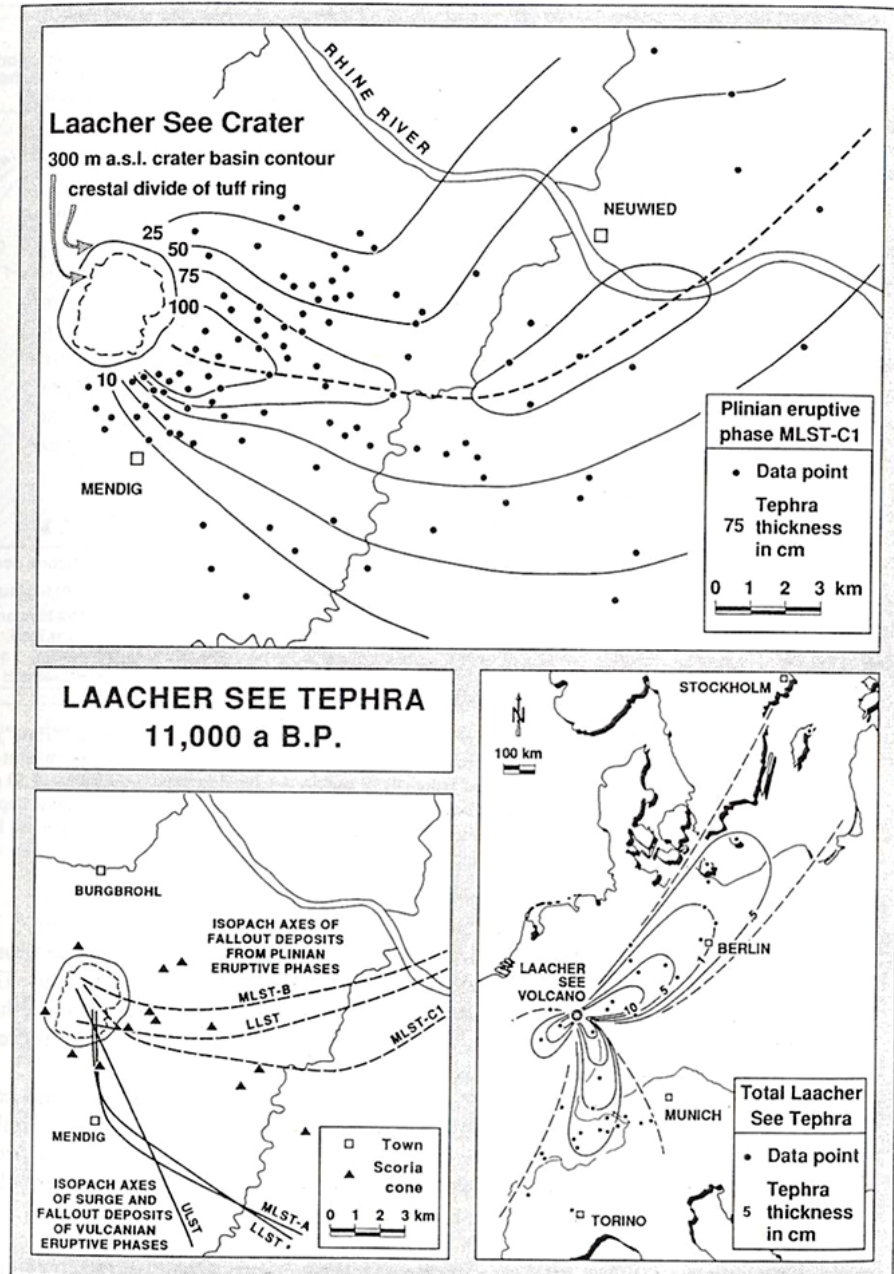 RHINE RIVER
Laacher See Crater
300 m a.s.l. crater basin contour
crestal divide of tuff ring
25
50
75
100
10
NEUWIED
MENDIG
Plinian eruptive
phase MLST-C1
Data point
75 Tephra
thickness
in cm
0 1 2 3 km
LAACHER SEE TEPHRA
11,000 a B.P.
BURGBROHL
ISOPACH AXES OF
FALLOUT DEPOSITS
FROM PLINIAN
ERUPTIVE PHASES
MLST-B
LLST
MLST-C1
MENDIG
ISOPACH AXES
OF SURGE AND
FALLOUT DEPOSITS
OF VULCANIAN
ERUPTIVE PHASES
ULST
MLST-A
LLST
Town
Scoria
cone
0 1 2 3 km
STOCKHOLM
N
100 km
.5
BERLIN
1
LAACHER
SEE
VOLCANO
5
10
MUNICH
TORINO
Total Laacher
See Tephra
Data point
5 Tephra
thickness
in cm